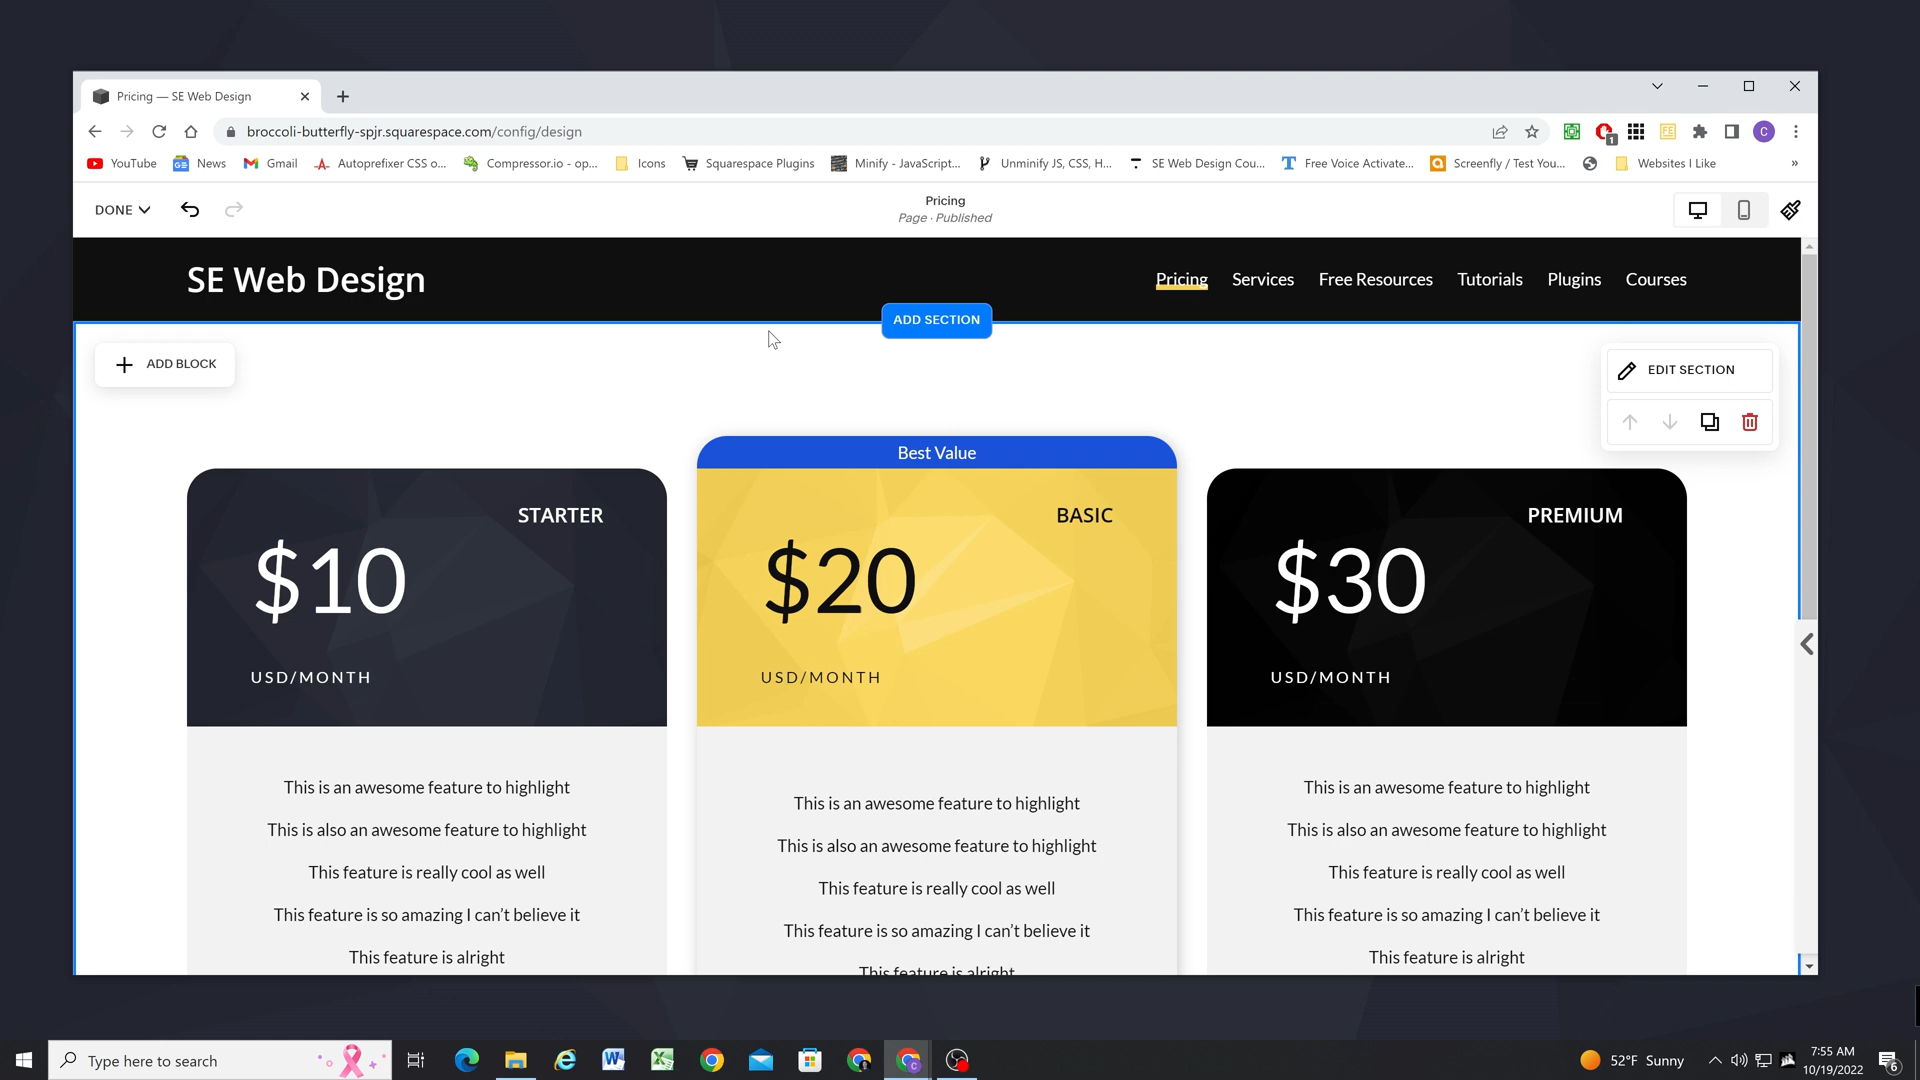 Pricing — SE Web Design
broccoli-butterfly-spjr.squarespace.com/config/design
1
C
YouTube News Gmail Autoprefixer CSS o... Compressor.io - op... Icons Squarespace Plugins Minify - JavaScript... Unminify JS, CSS, H... SE Web Design Cou... Free Voice Activate... Screenfly / Test You... Websites I Like »
DONE
Pricing
Page · Published
SE Web Design
Pricing Services Free Resources Tutorials Plugins Courses
ADD SECTION
ADD BLOCK
EDIT SECTION
Best Value
STARTER
$10
USD/MONTH
This is an awesome feature to highlight
This is also an awesome feature to highlight
This feature is really cool as well
This feature is so amazing I can’t believe it
This feature is alright
BASIC
$20
USD/MONTH
This is an awesome feature to highlight
This is also an awesome feature to highlight
This feature is really cool as well
This feature is so amazing I can’t believe it
This feature is alright
PREMIUM
$30
USD/MONTH
This is an awesome feature to highlight
This is also an awesome feature to highlight
This feature is really cool as well
This feature is so amazing I can’t believe it
This feature is alright
Type here to search
52°F Sunny
7:55 AM
10/19/2022
6